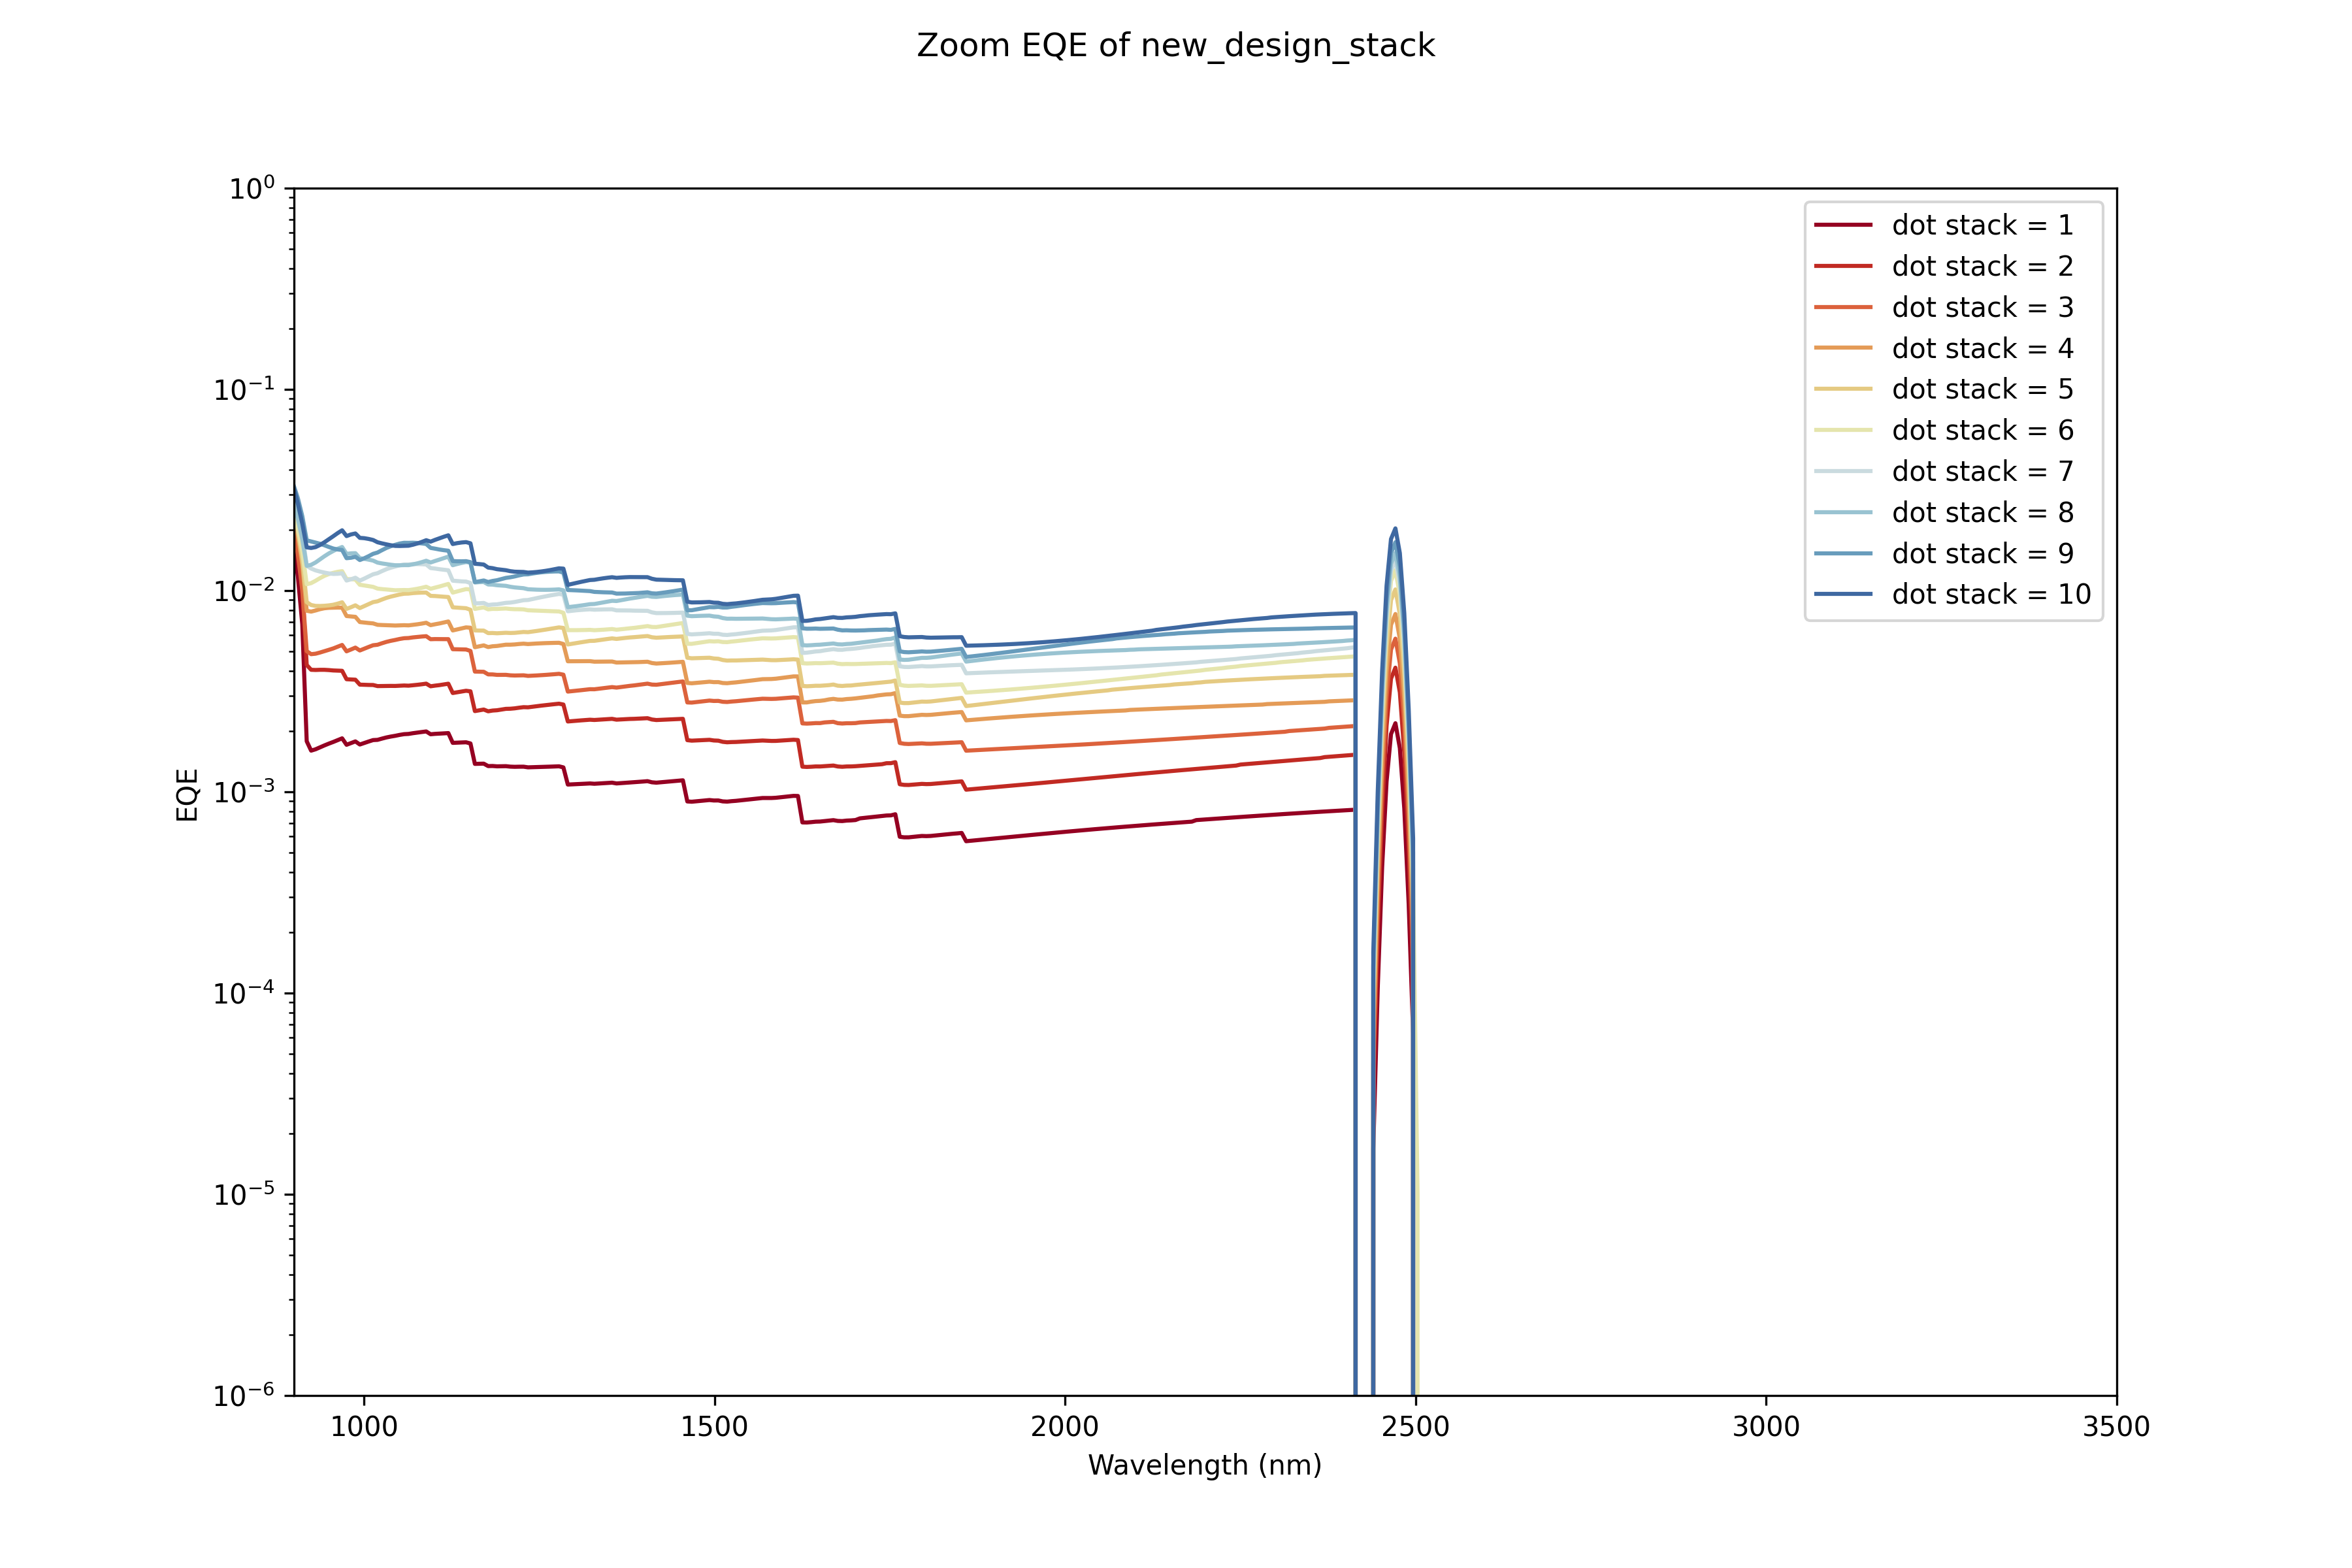 Zoom EQE of new_design_stack
EQE
10⁰
10⁻¹
10⁻²
10⁻³
10⁻⁴
10⁻⁵
10⁻⁶
dot stack = 1
dot stack = 2
dot stack = 3
dot stack = 4
dot stack = 5
dot stack = 6
dot stack = 7
dot stack = 8
dot stack = 9
dot stack = 10
1000 1500 2000 2500 3000 3500
Wavelength (nm)